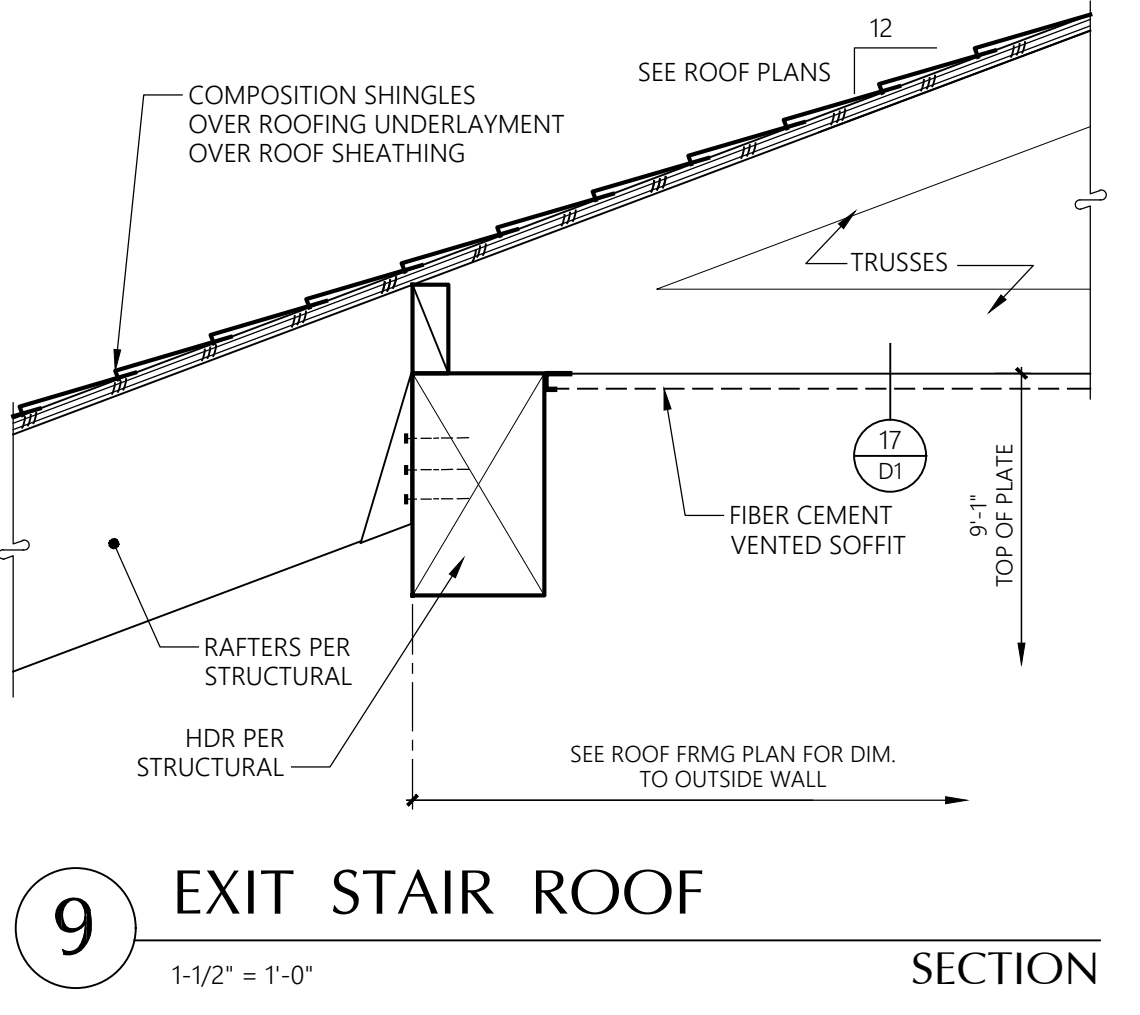 12
SEE ROOF PLANS
COMPOSITION SHINGLES
OVER ROOFING UNDERLAYMENT
OVER ROOF SHEATHING
TRUSSES
17
D1
9'-1"
TOP OF PLATE
FIBER CEMENT
VENTED SOFFIT
RAFTERS PER
STRUCTURAL
HDR PER
STRUCTURAL
SEE ROOF FRMG PLAN FOR DIM.
TO OUTSIDE WALL
9
EXIT STAIR ROOF
1-1/2" = 1'-0"
SECTION